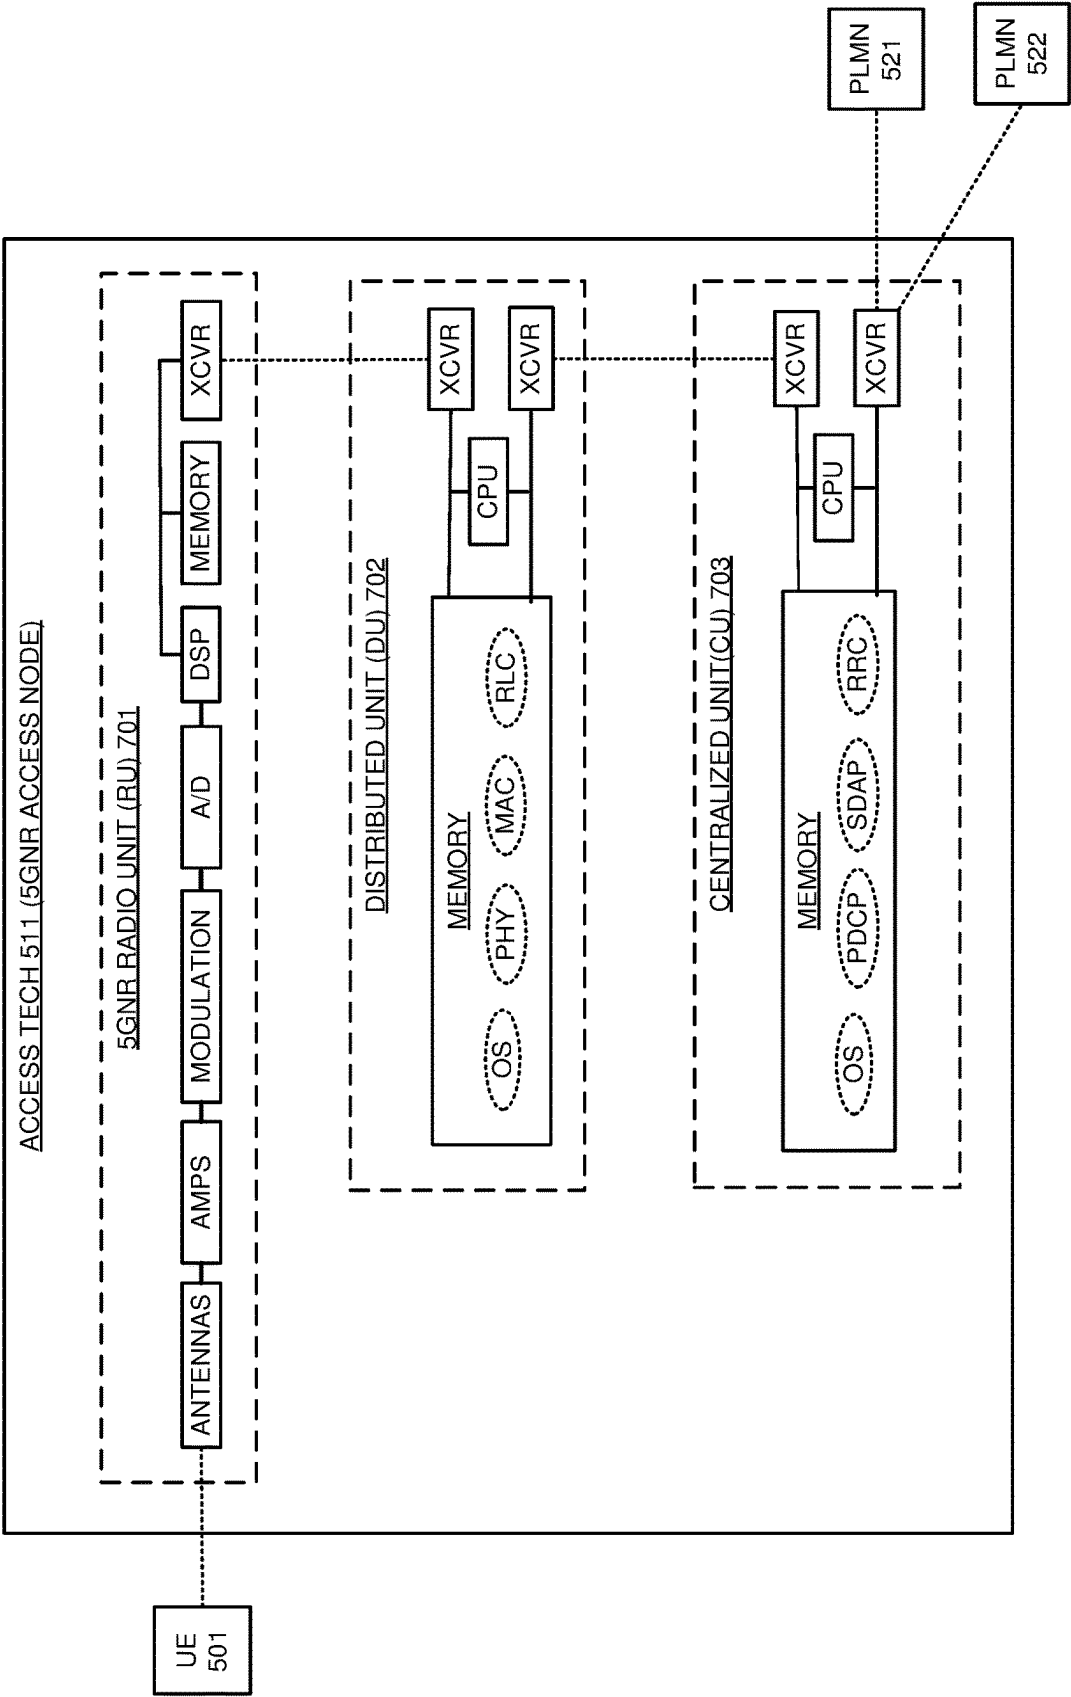 ACCESS TECH 511 (5GNR ACCESS NODE)
5GNR RADIO UNIT (RU) 701
UE
501
ANTENNAS
AMPS
MODULATION
A/D
DSP
MEMORY
XCVR
DISTRIBUTED UNIT (DU) 702
MEMORY
OS
PHY
MAC
RLC
CPU
XCVR
XCVR
CENTRALIZED UNIT(CU) 703
MEMORY
OS
PDCP
SDAP
RRC
CPU
XCVR
XCVR
PLMN
521
PLMN
522